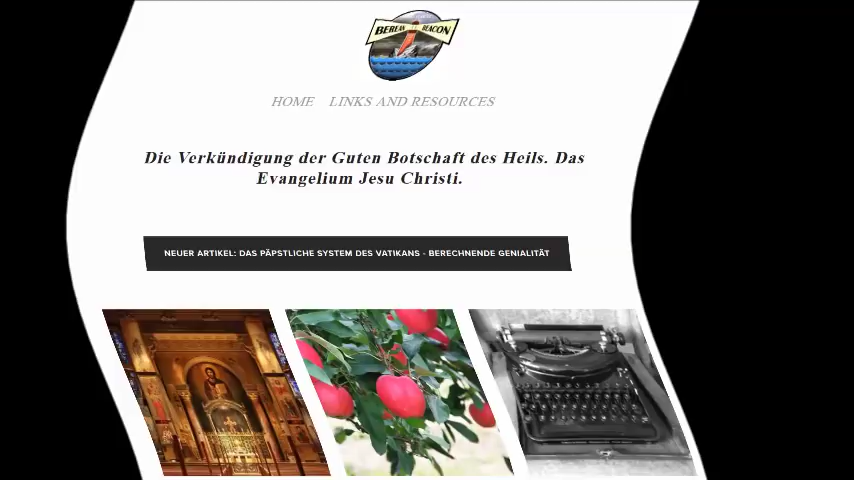 BEREAN BEACON
HOME LINKS AND RESOURCES
Die Verkündigung der Guten Botschaft des Heils. Das
Evangelium Jesu Christi.
NEUER ARTIKEL: DAS PÄPSTLICHE SYSTEM DES VATIKANS - BERECHNENDE GENIALITÄT